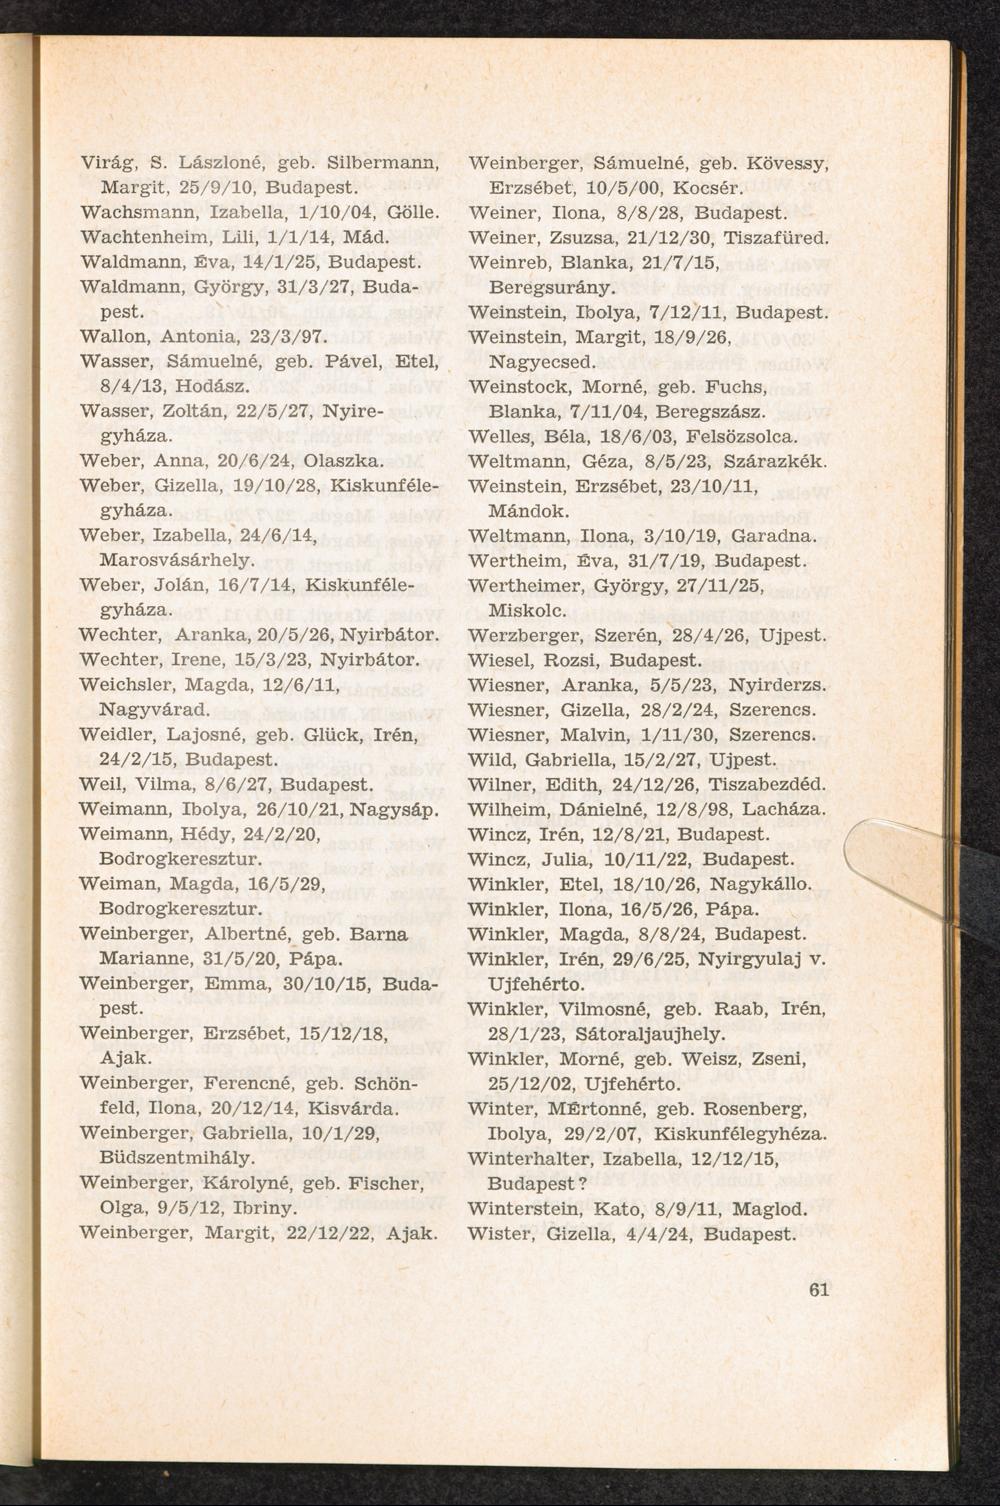 Virág, S. Lászloné, geb. Silbermann,
Margit, 25/9/10, Budapest.
Wachsmann, Izabella, 1/10/04, Gölle.
Wachtenheim, Lili, 1/1/14, Mád.
Waldmann, Éva, 14/1/25, Budapest.
Waldmann, György, 31/3/27, Buda-
pest.
Wallon, Antonia, 23/3/97.
Wasser, Sámuelné, geb. Pável, Etel,
8/4/13, Hodász.
Wasser, Zoltán, 22/5/27, Nyire-
gyháza.
Weber, Anna, 20/6/24, Olaszka.
Weber, Gizella, 19/10/28, Kiskunféle-
gyháza.
Weber, Izabella, 24/6/14,
Marosvásárhely.
Weber, Jolán, 16/7/14, Kiskunféle-
gyháza.
Wechter, Aranka, 20/5/26, Nyirbátor.
Wechter, Irene, 15/3/23, Nyirbátor.
Weichsler, Magda, 12/6/11,
Nagyvárad.
Weidler, Lajosné, geb. Glück, Irén,
24/2/15, Budapest.
Weil, Vilma, 8/6/27, Budapest.
Weimann, Ibolya, 26/10/21, Nagysáp.
Weimann, Hédy, 24/2/20,
Bodrogkeresztur.
Weiman, Magda, 16/5/29,
Bodrogkeresztur.
Weinberger, Albertné, geb. Barna
Marianne, 31/5/20, Pápa.
Weinberger, Emma, 30/10/15, Buda-
pest.
Weinberger, Erzsébet, 15/12/18,
Ajak.
Weinberger, Ferencné, geb. Schön-
feld, Ilona, 20/12/14, Kisvárda.
Weinberger, Gabriella, 10/1/29,
Büdszentmihály.
Weinberger, Károlyné, geb. Fischer,
Olga, 9/5/12, Ibriny.
Weinberger, Margit, 22/12/22, Ajak.
Weinberger, Sámuelné, geb. Kövessy,
Erzsébet, 10/5/00, Kocsér.
Weiner, Ilona, 8/8/28, Budapest.
Weiner, Zsuzsa, 21/12/30, Tiszafüred.
Weinreb, Blanka, 21/7/15,
Beregsurány.
Weinstein, Ibolya, 7/12/11, Budapest.
Weinstein, Margit, 18/9/26,
Nagyecsed.
Weinstock, Morné, geb. Fuchs,
Blanka, 7/11/04, Beregszász.
Welles, Béla, 18/6/03, Felsözsolca.
Weltmann, Géza, 8/5/23, Szárazkék.
Weinstein, Erzsébet, 23/10/11,
Mándok.
Weltmann, Ilona, 3/10/19, Garadna.
Wertheim, Éva, 31/7/19, Budapest.
Wertheimer, György, 27/11/25,
Miskolc.
Werzberger, Szerén, 28/4/26, Ujpest.
Wiesel, Rozsi, Budapest.
Wiesner, Aranka, 5/5/23, Nyirderzs.
Wiesner, Gizella, 28/2/24, Szerencs.
Wiesner, Malvin, 1/11/30, Szerencs.
Wild, Gabriella, 15/2/27, Ujpest.
Wilner, Edith, 24/12/26, Tiszabezdéd.
Wilheim, Dánielné, 12/8/98, Lacháza.
Wincz, Irén, 12/8/21, Budapest.
Wincz, Julia, 10/11/22, Budapest.
Winkler, Etel, 18/10/26, Nagykállo.
Winkler, Ilona, 16/5/26, Pápa.
Winkler, Magda, 8/8/24, Budapest.
Winkler, Irén, 29/6/25, Nyirgyulaj v.
Ujfehérto.
Winkler, Vilmosné, geb. Raab, Irén,
28/1/23, Sátoraljaujhely.
Winkler, Morné, geb. Weisz, Zseni,
25/12/02, Ujfehérto.
Winter, MÉrtonné, geb. Rosenberg,
Ibolya, 29/2/07, Kiskunfélegyhéza.
Winterhalter, Izabella, 12/12/15,
Budapest?
Winterstein, Kato, 8/9/11, Maglod.
Wister, Gizella, 4/4/24, Budapest.
61